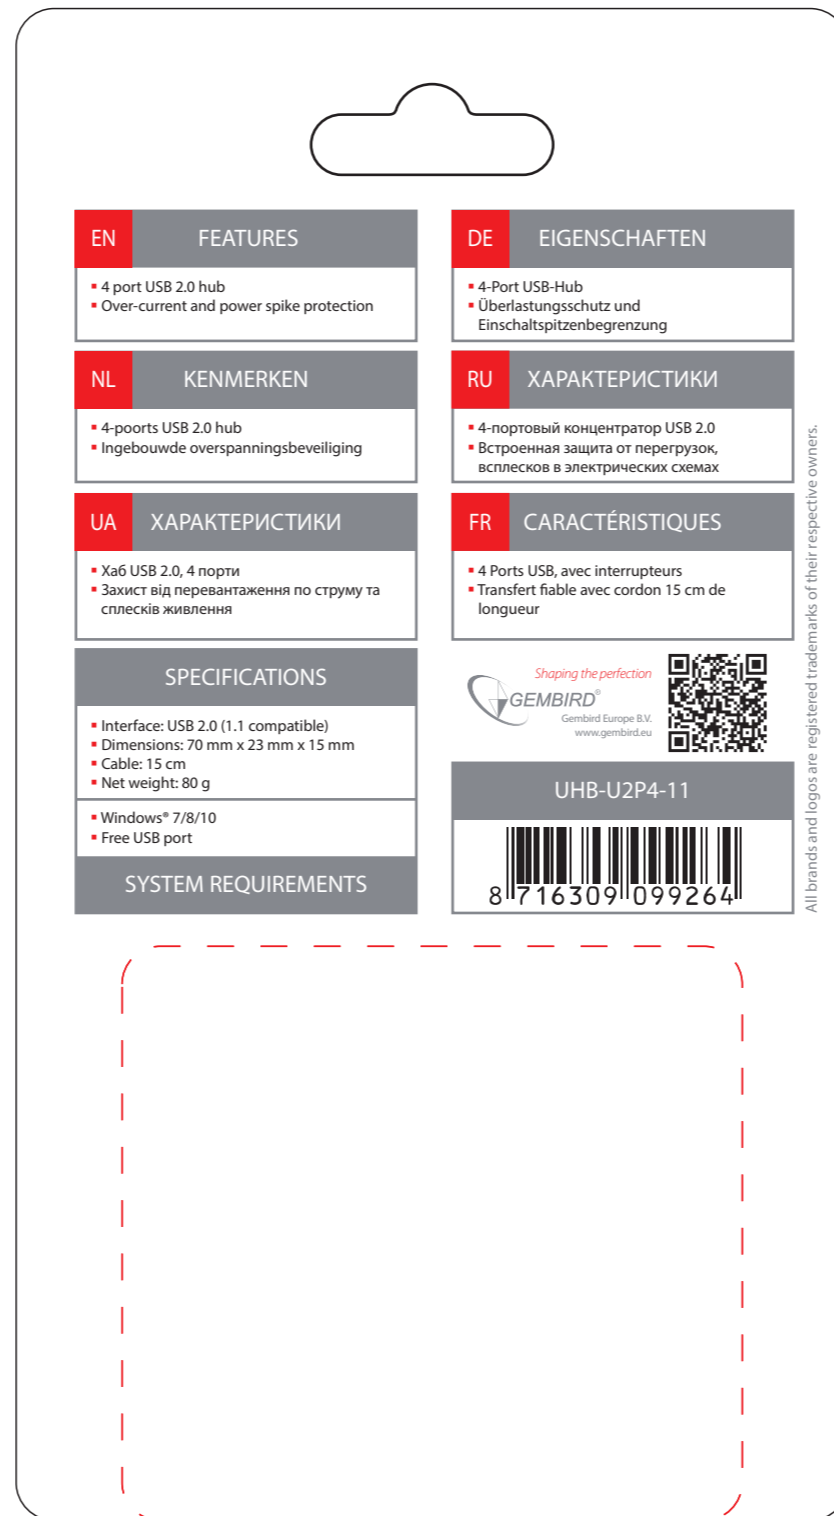 EN FEATURES
▪ 4 port USB 2.0 hub
▪ Over-current and power spike protection
DE EIGENSCHAFTEN
▪ 4-Port USB-Hub
▪ Überlastungsschutz und
Einschaltspitzenbegrenzung
NL KENMERKEN
▪ 4-poorts USB 2.0 hub
▪ Ingebouwde overspanningsbeveiliging
RU ХАРАКТЕРИСТИКИ
▪ 4-портовый концентратор USB 2.0
▪ Встроенная защита от перегрузок,
всплесков в электрических схемах
UA ХАРАКТЕРИСТИКИ
▪ Хаб USB 2.0, 4 порти
▪ Захист від перевантаження по струму та
сплесків живлення
FR CARACTÉRISTIQUES
▪ 4 Ports USB, avec interrupteurs
▪ Transfert fiable avec cordon 15 cm de
longueur
SPECIFICATIONS
▪ Interface: USB 2.0 (1.1 compatible)
▪ Dimensions: 70 mm x 23 mm x 15 mm
▪ Cable: 15 cm
▪ Net weight: 80 g
▪ Windows® 7/8/10
▪ Free USB port
SYSTEM REQUIREMENTS
Shaping the perfection
GEMBIRD®
Gembird Europe B.V.
www.gembird.eu
UHB-U2P4-11
8 716309 099264
All brands and logos are registered trademarks of their respective owners.